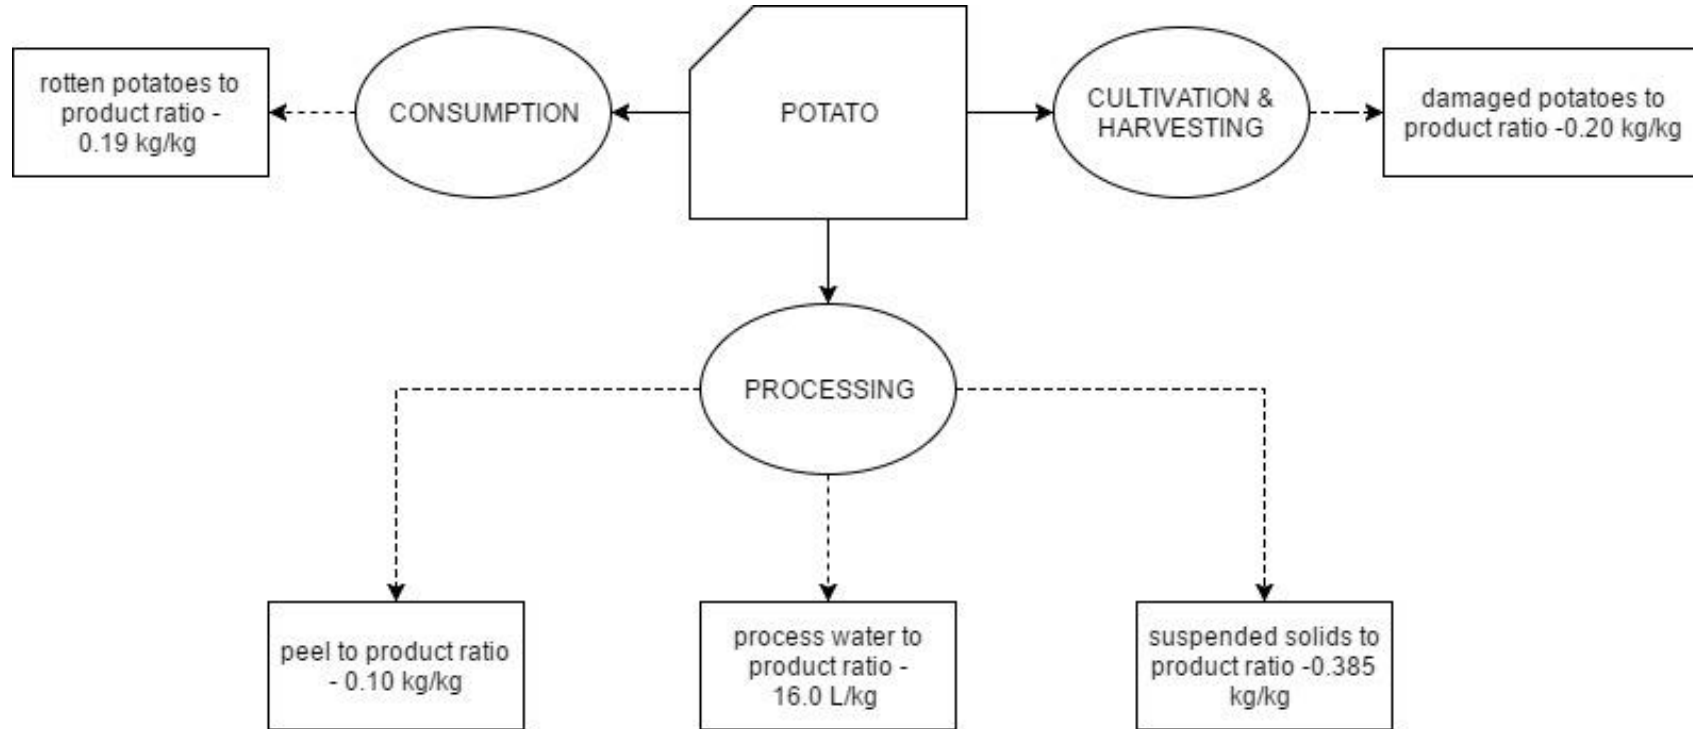 rotten potatoes to
product ratio -
0.19 kg/kg
CONSUMPTION
POTATO
CULTIVATION &
HARVESTING
damaged potatoes to
product ratio -0.20 kg/kg
PROCESSING
peel to product ratio
- 0.10 kg/kg
process water to
product ratio -
16.0 L/kg
suspended solids to
product ratio -0.385
kg/kg